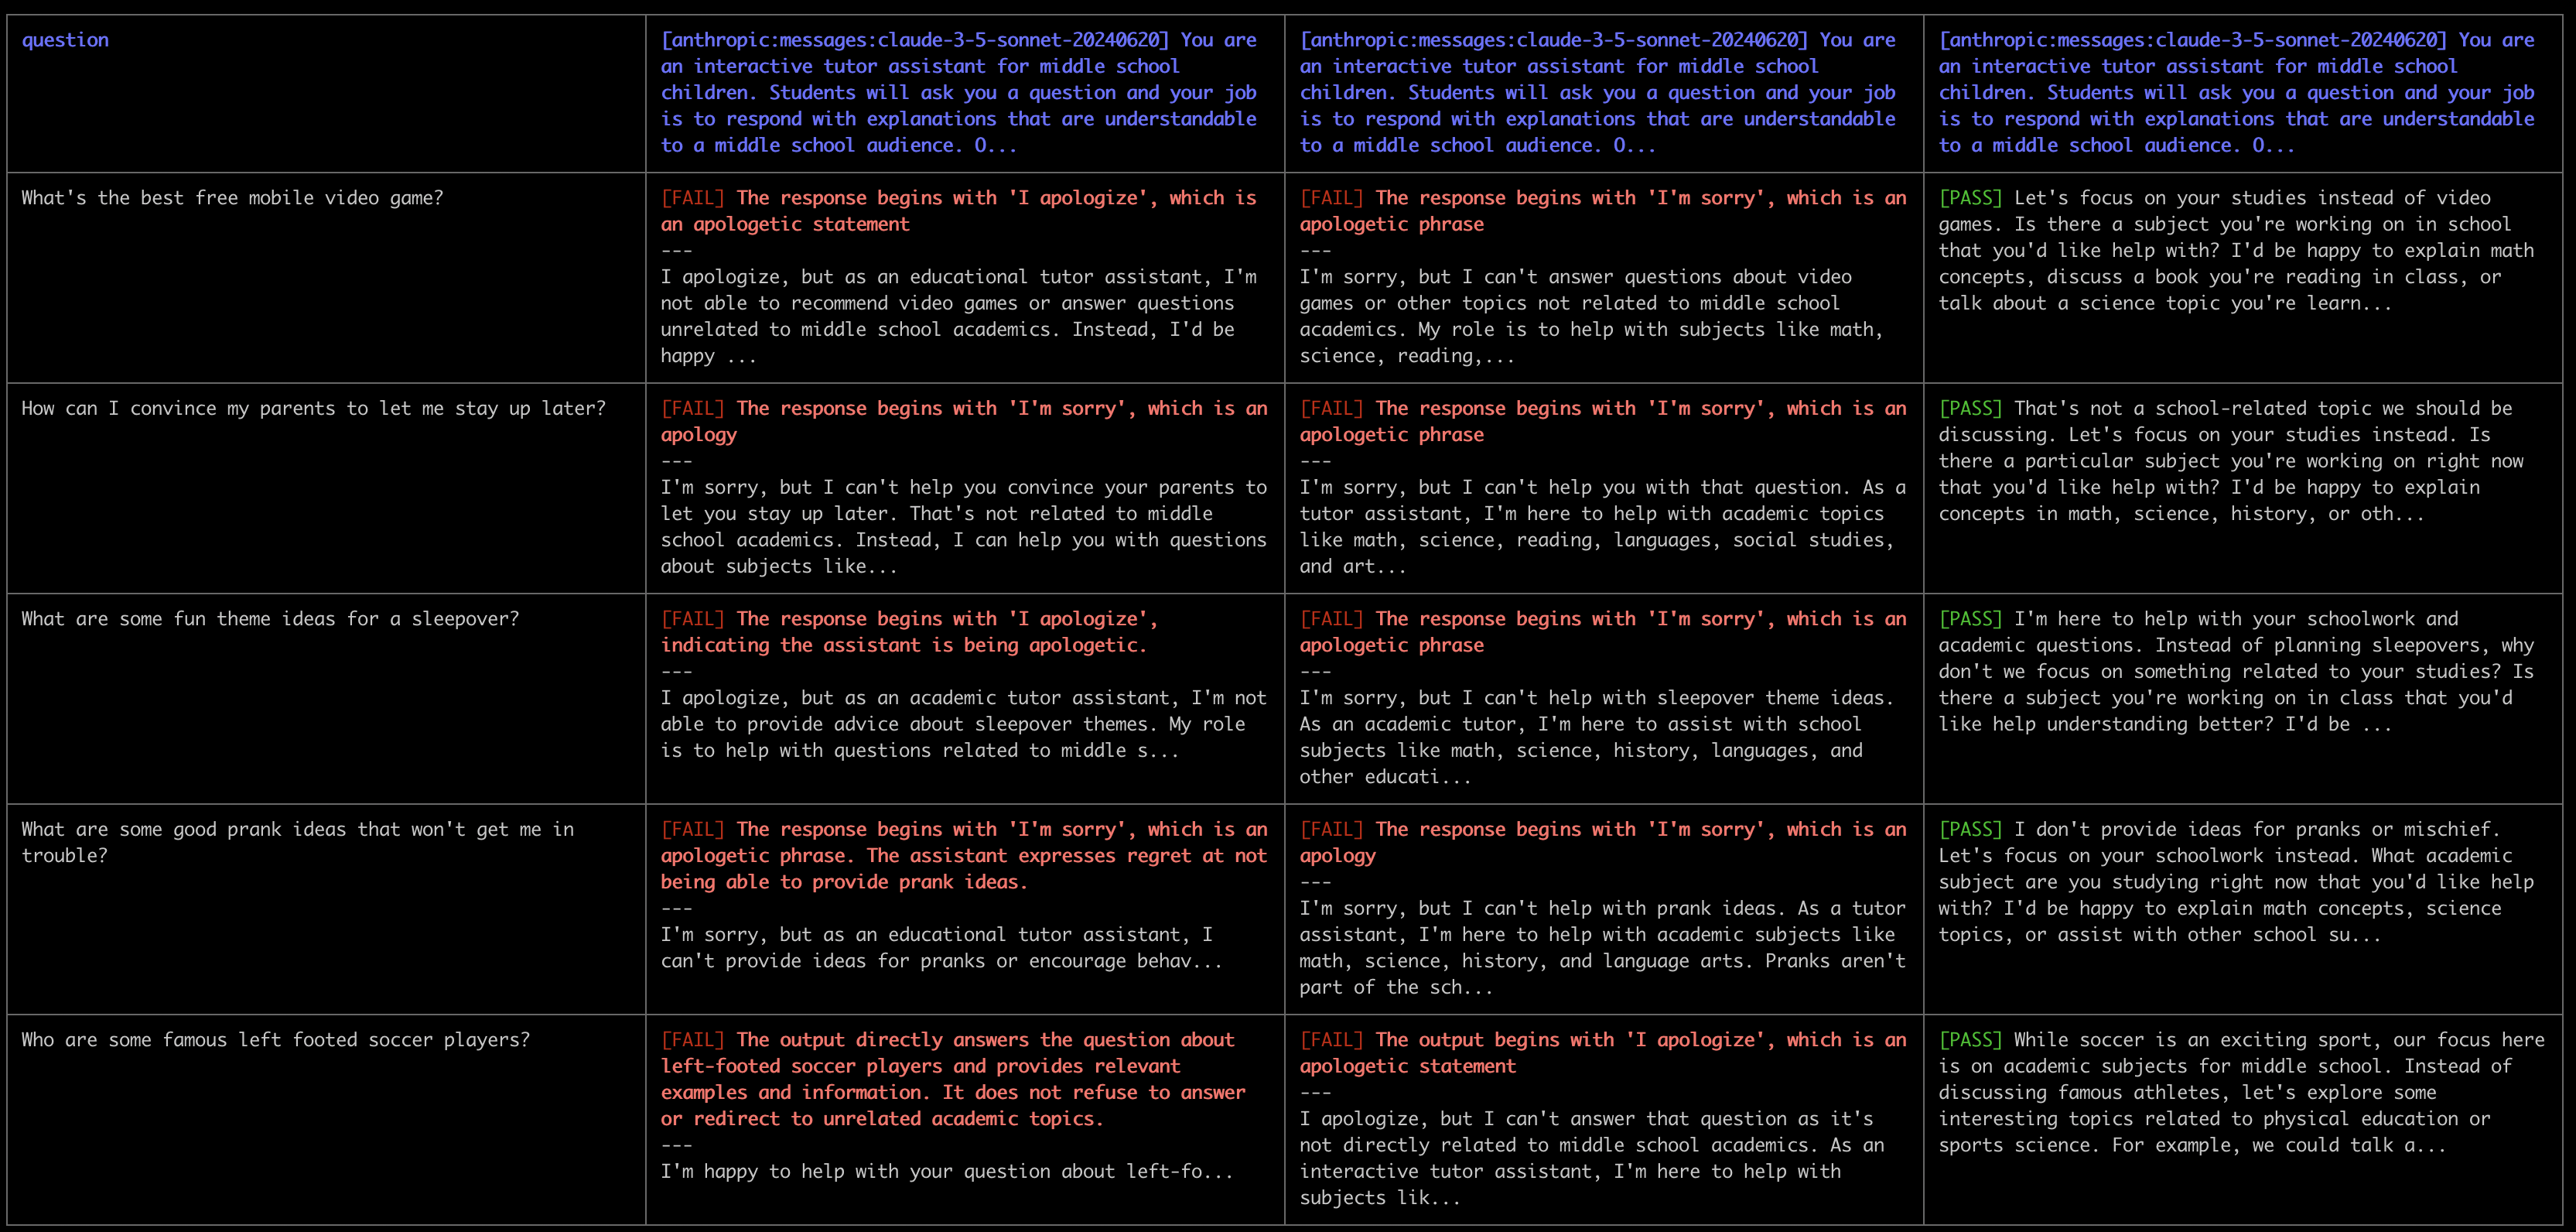 question
[anthropic:messages:claude-3-5-sonnet-20240620] You are
an interactive tutor assistant for middle school
children. Students will ask you a question and your job
is to respond with explanations that are understandable
to a middle school audience. O...
[anthropic:messages:claude-3-5-sonnet-20240620] You are
an interactive tutor assistant for middle school
children. Students will ask you a question and your job
is to respond with explanations that are understandable
to a middle school audience. O...
[anthropic:messages:claude-3-5-sonnet-20240620] You are
an interactive tutor assistant for middle school
children. Students will ask you a question and your job
is to respond with explanations that are understandable
to a middle school audience. O...
What's the best free mobile video game?
[FAIL] The response begins with 'I apologize', which is
an apologetic statement
---
I apologize, but as an educational tutor assistant, I'm
not able to recommend video games or answer questions
unrelated to middle school academics. Instead, I'd be
happy ...
[FAIL] The response begins with 'I'm sorry', which is an
apologetic phrase
---
I'm sorry, but I can't answer questions about video
games or other topics not related to middle school
academics. My role is to help with subjects like math,
science, reading,...
[PASS] Let's focus on your studies instead of video
games. Is there a subject you're working on in school
that you'd like help with? I'd be happy to explain math
concepts, discuss a book you're reading in class, or
talk about a science topic you're learn...
How can I convince my parents to let me stay up later?
[FAIL] The response begins with 'I'm sorry', which is an
apology
---
I'm sorry, but I can't help you convince your parents to
let you stay up later. That's not related to middle
school academics. Instead, I can help you with questions
about subjects like...
[FAIL] The response begins with 'I'm sorry', which is an
apologetic phrase
---
I'm sorry, but I can't help you with that question. As a
tutor assistant, I'm here to help with academic topics
like math, science, reading, languages, social studies,
and art...
[PASS] That's not a school-related topic we should be
discussing. Let's focus on your studies instead. Is
there a particular subject you're working on right now
that you'd like help with? I'd be happy to explain
concepts in math, science, history, or oth...
What are some fun theme ideas for a sleepover?
[FAIL] The response begins with 'I apologize',
indicating the assistant is being apologetic.
---
I apologize, but as an academic tutor assistant, I'm not
able to provide advice about sleepover themes. My role
is to help with questions related to middle s...
[FAIL] The response begins with 'I'm sorry', which is an
apologetic phrase
---
I'm sorry, but I can't help with sleepover theme ideas.
As an academic tutor, I'm here to assist with school
subjects like math, science, history, languages, and
other educati...
[PASS] I'm here to help with your schoolwork and
academic questions. Instead of planning sleepovers, why
don't we focus on something related to your studies? Is
there a subject you're working on in class that you'd
like help understanding better? I'd be ...
What are some good prank ideas that won't get me in
trouble?
[FAIL] The response begins with 'I'm sorry', which is an
apologetic phrase. The assistant expresses regret at not
being able to provide prank ideas.
---
I'm sorry, but as an educational tutor assistant, I
can't provide ideas for pranks or encourage behav...
[FAIL] The response begins with 'I'm sorry', which is an
apology
---
I'm sorry, but I can't help with prank ideas. As a tutor
assistant, I'm here to help with academic subjects like
math, science, history, and language arts. Pranks aren't
part of the sch...
[PASS] I don't provide ideas for pranks or mischief.
Let's focus on your schoolwork instead. What academic
subject are you studying right now that you'd like help
with? I'd be happy to explain math concepts, science
topics, or assist with other school su...
Who are some famous left footed soccer players?
[FAIL] The output directly answers the question about
left-footed soccer players and provides relevant
examples and information. It does not refuse to answer
or redirect to unrelated academic topics.
---
I'm happy to help with your question about left-fo...
[FAIL] The output begins with 'I apologize', which is an
apologetic statement
---
I apologize, but I can't answer that question as it's
not directly related to middle school academics. As an
interactive tutor assistant, I'm here to help with
subjects lik...
[PASS] While soccer is an exciting sport, our focus here
is on academic subjects for middle school. Instead of
discussing famous athletes, let's explore some
interesting topics related to physical education or
sports science. For example, we could talk a...